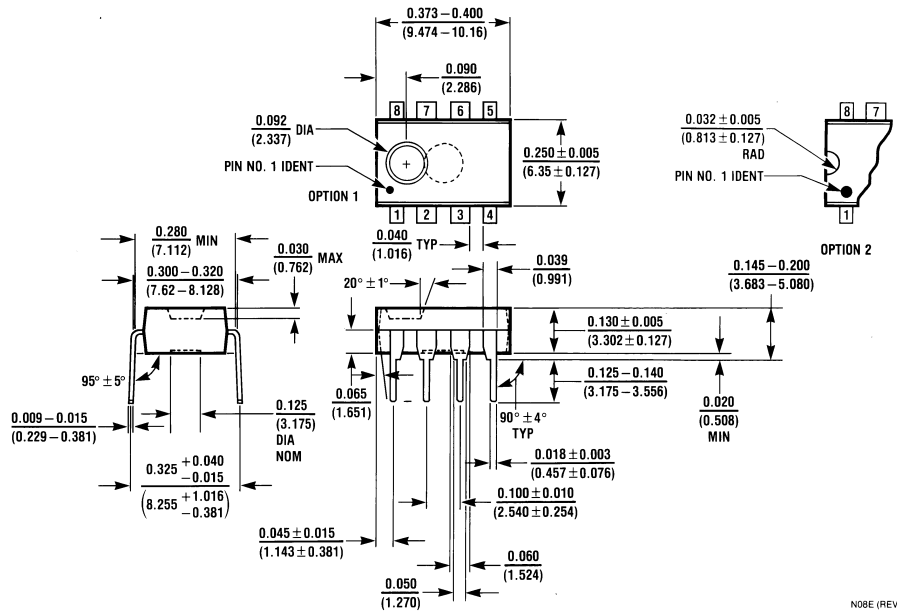 0.373 – 0.400
(9.474 – 10.16)
0.090
(2.286)
8 7 6 5
0.092
(2.337)
DIA
PIN NO. 1 IDENT
OPTION 1
1 2 3 4
0.250 ± 0.005
(6.35 ± 0.127)
8 7
0.032 ± 0.005
(0.813 ± 0.127)
RAD
PIN NO. 1 IDENT
1
OPTION 2
0.280
(7.112)
MIN
0.300 – 0.320
(7.62 – 8.128)
0.030
(0.762)
MAX
0.040
(1.016)
TYP
0.039
(0.991)
20° ± 1°
0.145 – 0.200
(3.683 – 5.080)
0.130 ± 0.005
(3.302 ± 0.127)
0.125 – 0.140
(3.175 – 3.556)
0.020
(0.508)
MIN
95° ± 5°
0.009 – 0.015
(0.229 – 0.381)
0.125
(3.175)
DIA
NOM
0.065
(1.651)
90° ± 4°
TYP
0.018 ± 0.003
(0.457 ± 0.076)
0.325 +0.040
–0.015
(8.255 +1.016
–0.381)
0.100 ± 0.010
(2.540 ± 0.254)
0.045 ± 0.015
(1.143 ± 0.381)
0.060
(1.524)
0.050
(1.270)
N08E (REV